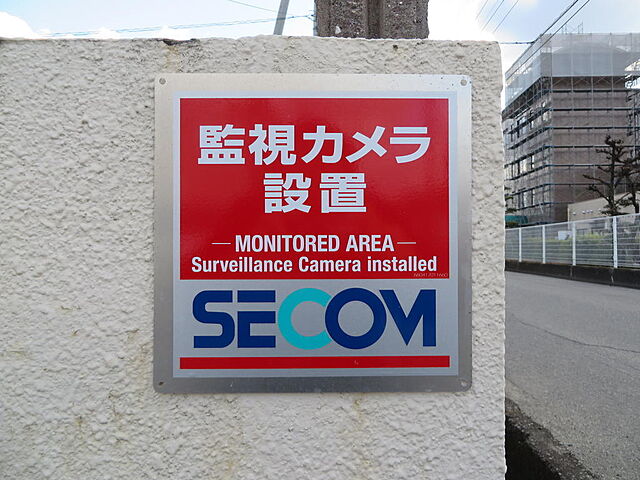 監視カメラ
設置
MONITORED AREA
Surveillance Camera installed
SECOM